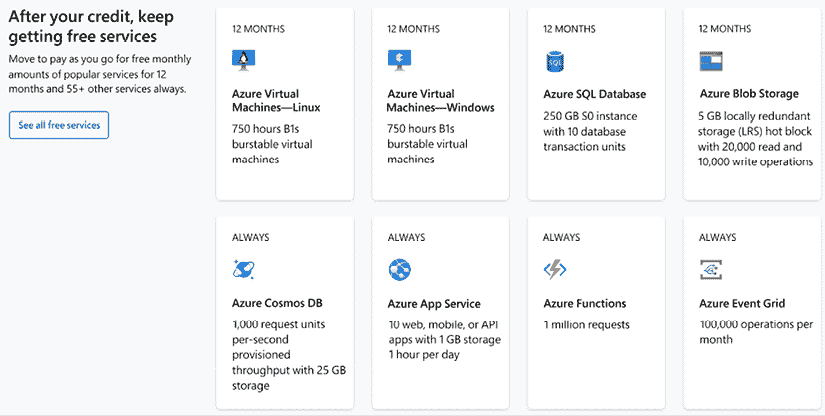 After your credit, keep
getting free services
Move to pay as you go for free monthly
amounts of popular services for 12
months and 55+ other services always.
See all free services
12 MONTHS
Azure Virtual
Machines—Linux
750 hours B1s
burstable virtual
machines
12 MONTHS
Azure Virtual
Machines—Windows
750 hours B1s
burstable virtual
machines
12 MONTHS
SQL
Azure SQL Database
250 GB S0 instance
with 10 database
transaction units
12 MONTHS
Azure Blob Storage
5 GB locally redundant
storage (LRS) hot block
with 20,000 read and
10,000 write operations
ALWAYS
Azure Cosmos DB
1,000 request units
per-second
provisioned
throughput with 25 GB
storage
ALWAYS
Azure App Service
10 web, mobile, or API
apps with 1 GB storage
1 hour per day
ALWAYS
Azure Functions
1 million requests
ALWAYS
Azure Event Grid
100,000 operations per
month